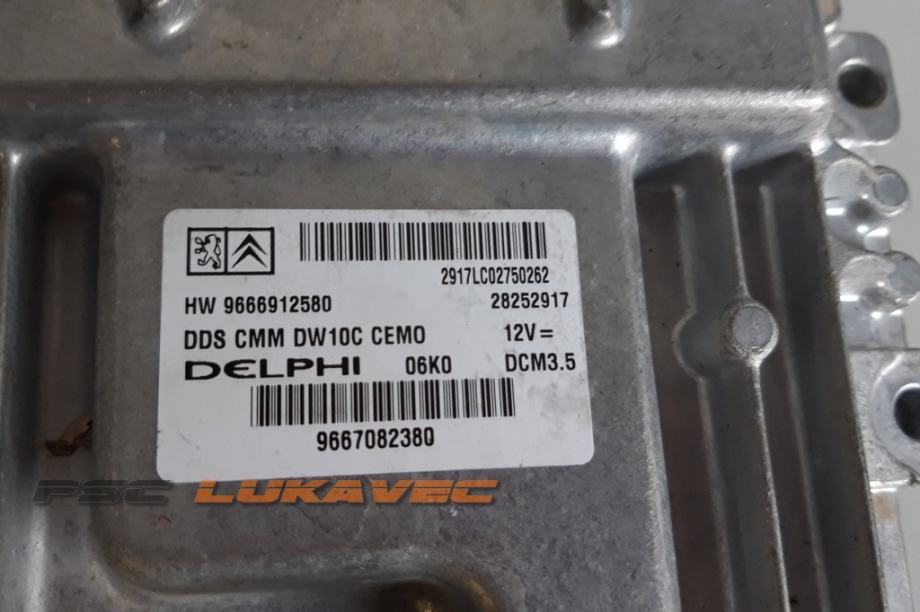 2917LC02750262
HW 9666912580 28252917
DDS CMM DW10C CEMO 12V =
DELPHI 06K0 DCM3.5
9667082380
PSC LUKAVEC